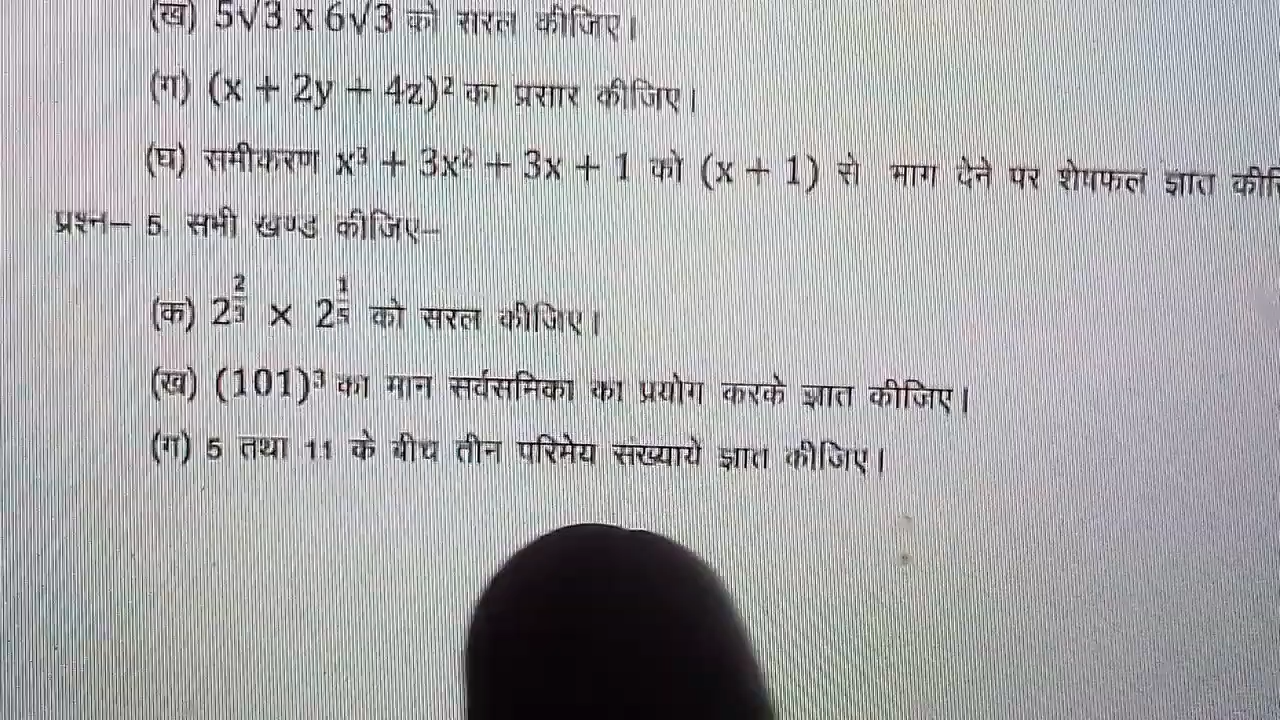 (ख) 5√3 x 6√3 को सरल कीजिए।
(ग) (x + 2y + 4z)² का प्रसार कीजिए।
(घ) समीकरण x³ + 3x² + 3x + 1 को (x + 1) से भाग देने पर शेषफल ज्ञात
प्रश्न– 5. सभी खण्ड कीजिए–
(क) 2^(2/3) × 2^(1/5) को सरल कीजिए।
(ख) (101)³ का मान सर्वसमिका का प्रयोग करके ज्ञात कीजिए।
(ग) 5 तथा 11 के बीच तीन परिमेय संख्याये ज्ञात कीजिए।